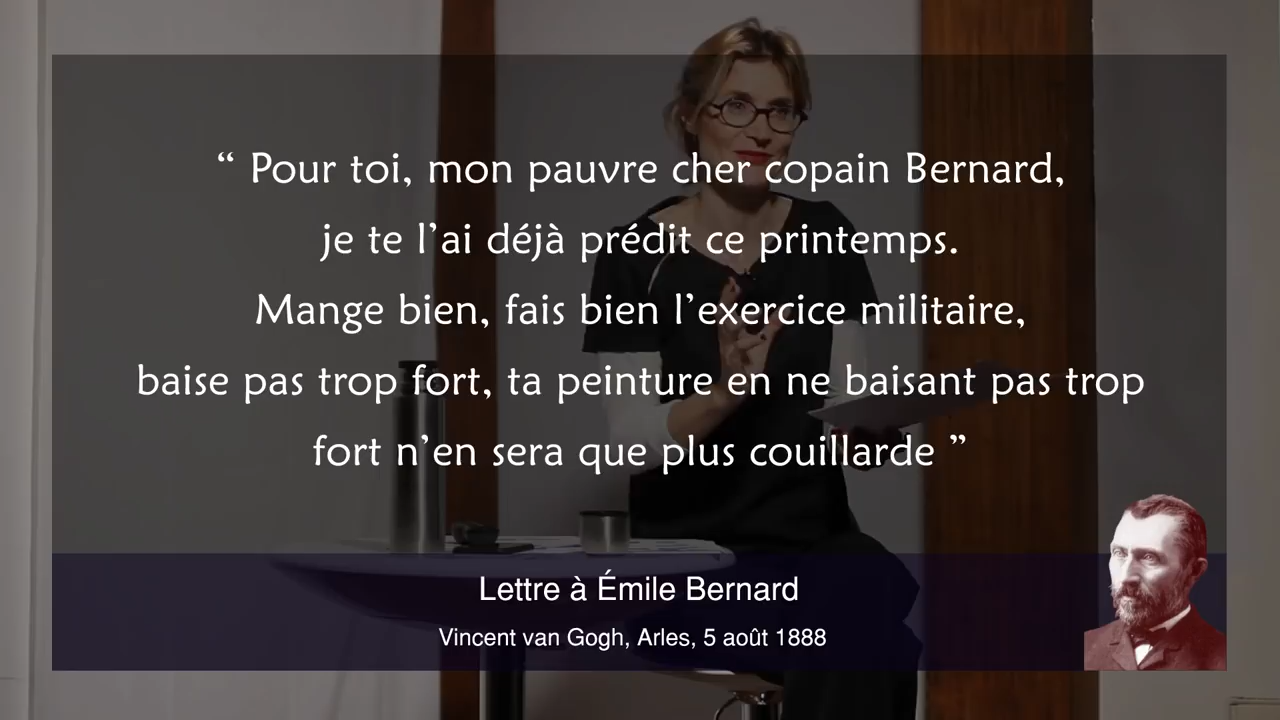 “ Pour toi, mon pauvre cher copain Bernard,
je te l’ai déjà prédit ce printemps.
Mange bien, fais bien l’exercice militaire,
baise pas trop fort, ta peinture en ne baisant pas trop
fort n’en sera que plus couillarde ”
Lettre à Émile Bernard
Vincent van Gogh, Arles, 5 août 1888